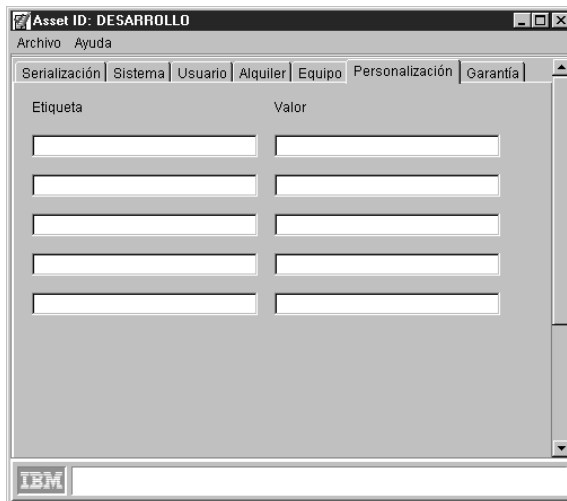 Asset ID: DESARROLLO
Archivo Ayuda
Serialización Sistema Usuario Alquiler Equipo Personalización Garantía
Etiqueta Valor
IBM